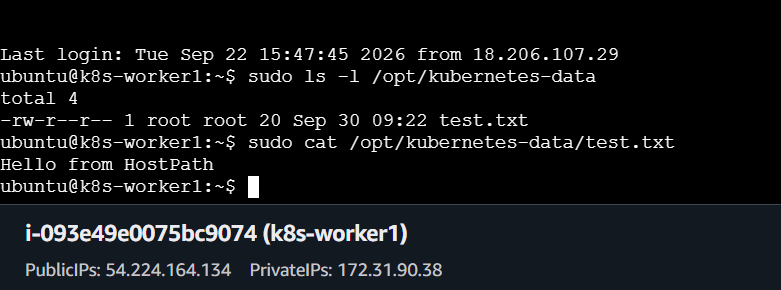 Last login: Tue Sep 22 15:47:45 2026 from 18.206.107.29
ubuntu@k8s-worker1:~$ sudo ls -l /opt/kubernetes-data
total 4
-rw-r--r-- 1 root root 20 Sep 30 09:22 test.txt
ubuntu@k8s-worker1:~$ sudo cat /opt/kubernetes-data/test.txt
Hello from HostPath
ubuntu@k8s-worker1:~$
i-093e49e0075bc9074 (k8s-worker1)
PublicIPs: 54.224.164.134 PrivateIPs: 172.31.90.38